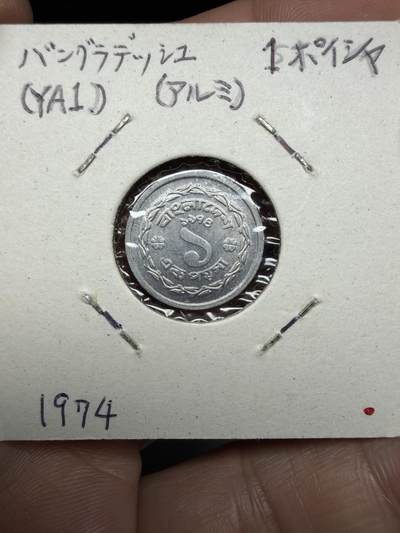 バングラデッシュ 1ポイシャ
(YA1) (アルミ)
বাংলাদেশ
১৯৭৪
১
এক পয়সা
1974